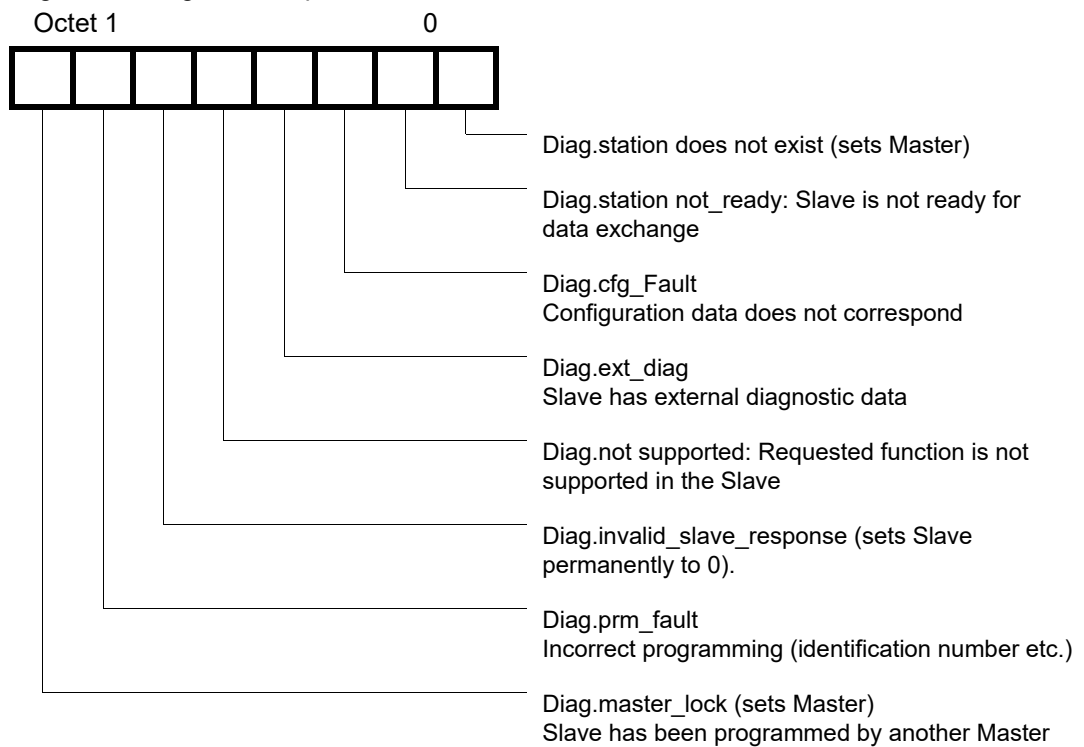 Octet 1 0
Diag.station does not exist (sets Master)
Diag.station not_ready: Slave is not ready for
data exchange
Diag.cfg_Fault
Configuration data does not correspond
Diag.ext_diag
Slave has external diagnostic data
Diag.not supported: Requested function is not
supported in the Slave
Diag.invalid_slave_response (sets Slave
permanently to 0).
Diag.prm_fault
Incorrect programming (identification number etc.)
Diag.master_lock (sets Master)
Slave has been programmed by another Master